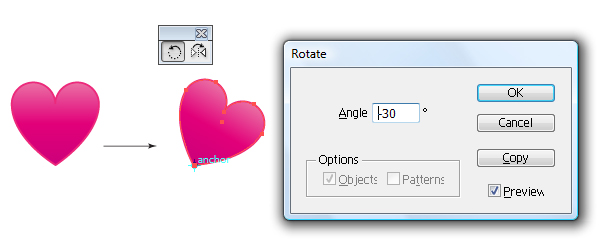 Rotate
Angle -30 °
OK
Cancel
Copy
Options
Objects Patterns
Preview
anchor